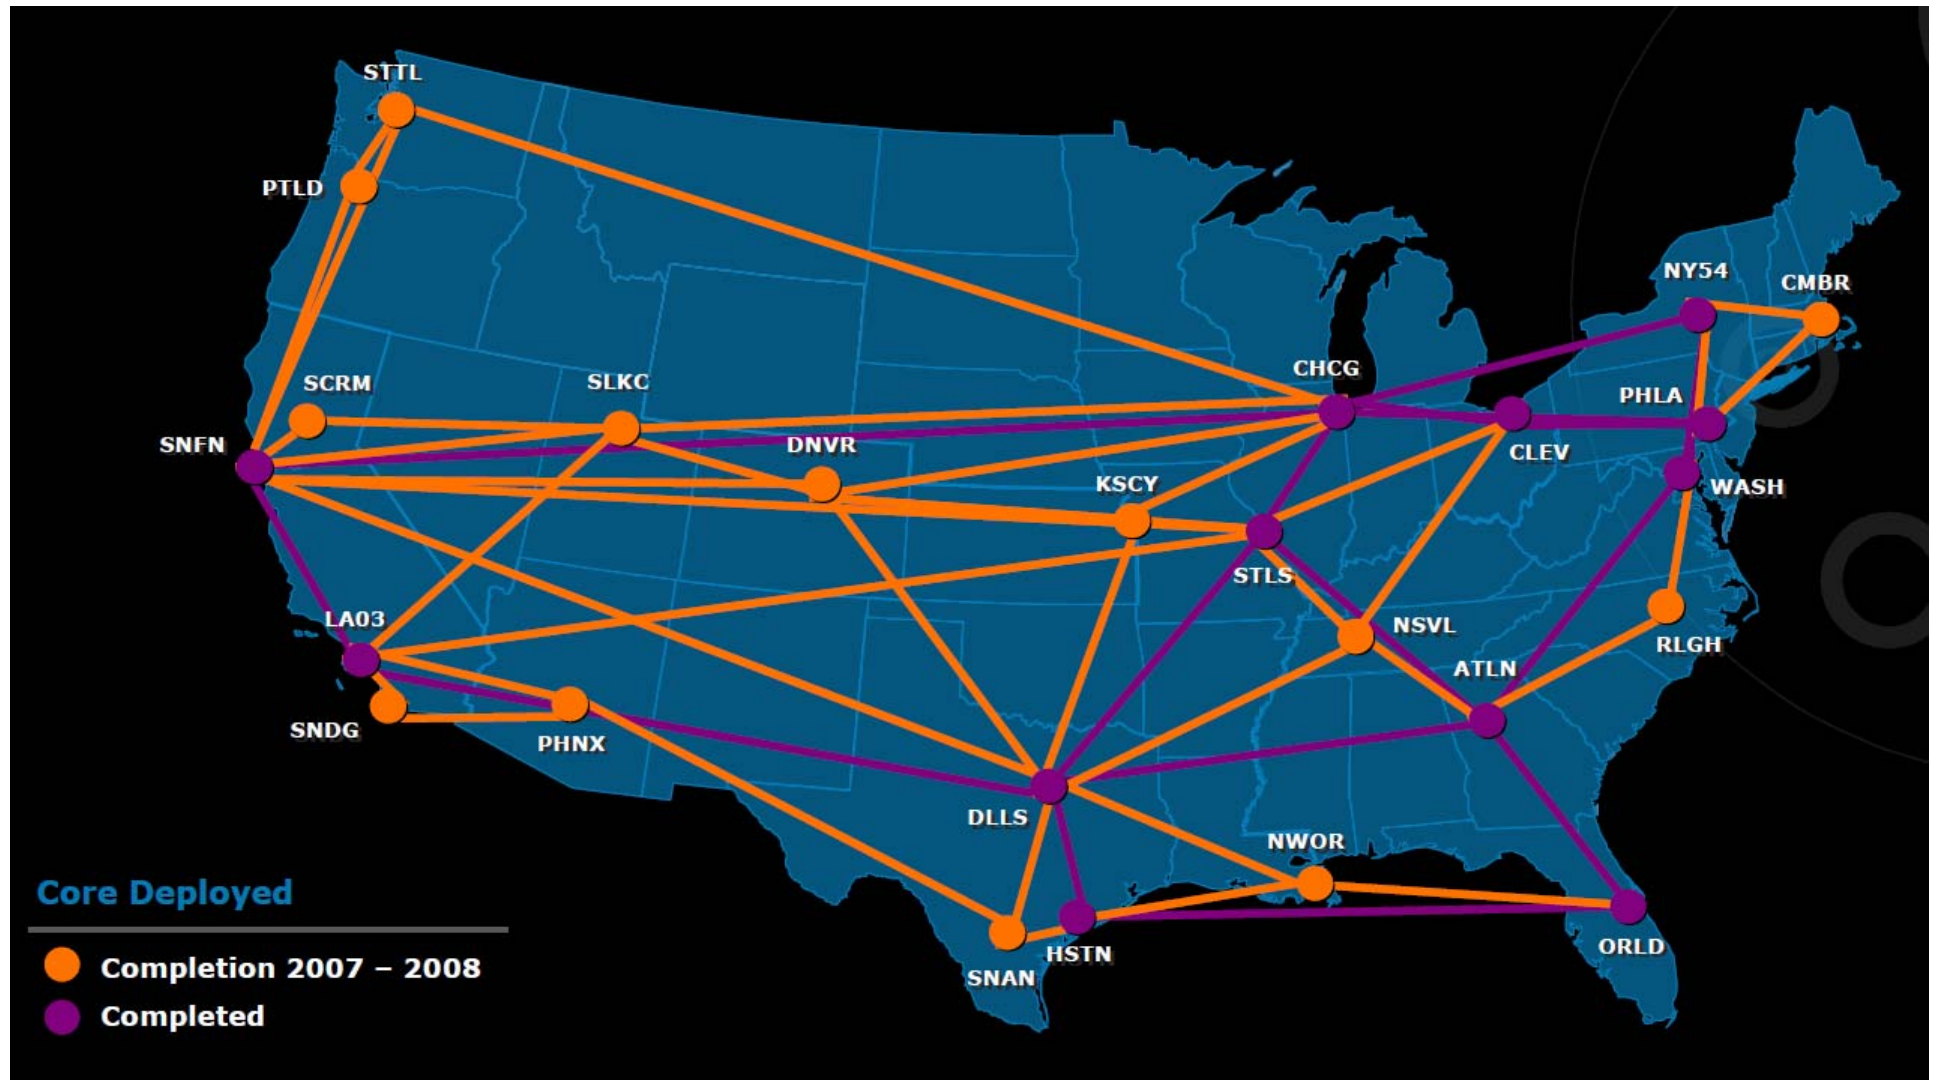 STTL
PTLD
NY54
CMBR
CHCG
SCRM
SLKC
PHLA
SNFN
DNVR
CLEV
KSCY
WASH
STLS
LA03
NSVL
RLGH
ATLN
SNDG
PHNX
DLLS
NWOR
Core Deployed
ORLD
HSTN
Completion 2007 – 2008
SNAN
Completed